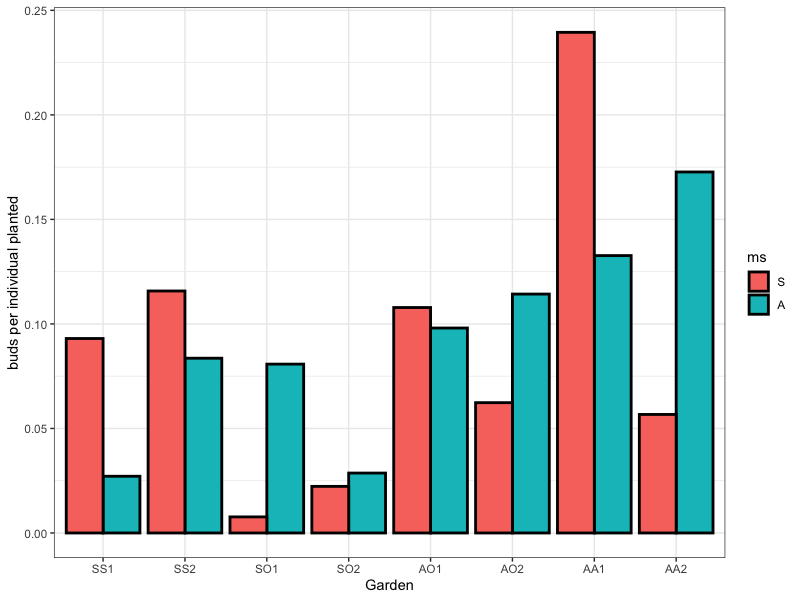 0.25
0.20
0.15
0.10
0.05
0.00
buds per individual planted
SS1 SS2 SO1 SO2 AO1 AO2 AA1 AA2
Garden
ms
S
A